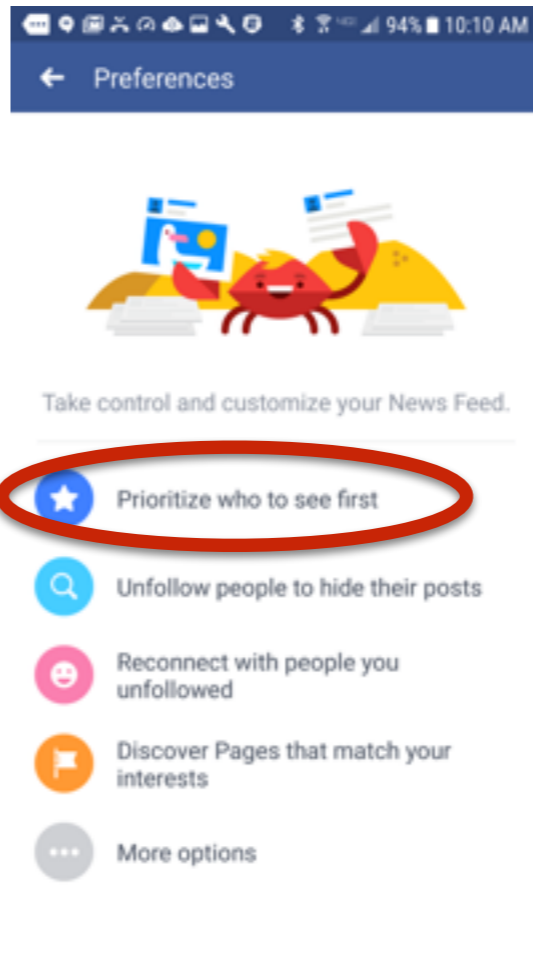 94% 10:10 AM
Preferences
Take control and customize your News Feed.
Prioritize who to see first
Unfollow people to hide their posts
Reconnect with people you
unfollowed
Discover Pages that match your
interests
More options